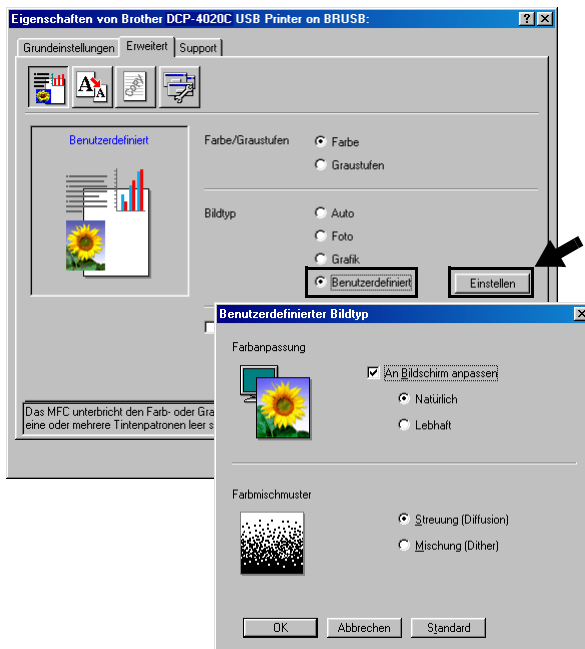 Eigenschaften von Brother DCP-4020C USB Printer on BRUSB:
Grundeinstellungen Erweitert Support
Benutzerdefiniert
Farbe/Graustufen
Farbe
Graustufen
Bildtyp
Auto
Foto
Grafik
Benutzerdefiniert
Einstellen
Das MFC unterbricht den Farb- oder Gra
eine oder mehrere Tintenpatronen leer s
Benutzerdefinierter Bildtyp
Farbanpassung
An Bildschirm anpassen
Natürlich
Lebhaft
Farbmischmuster
Streuung (Diffusion)
Mischung (Dither)
OK Abbrechen Standard